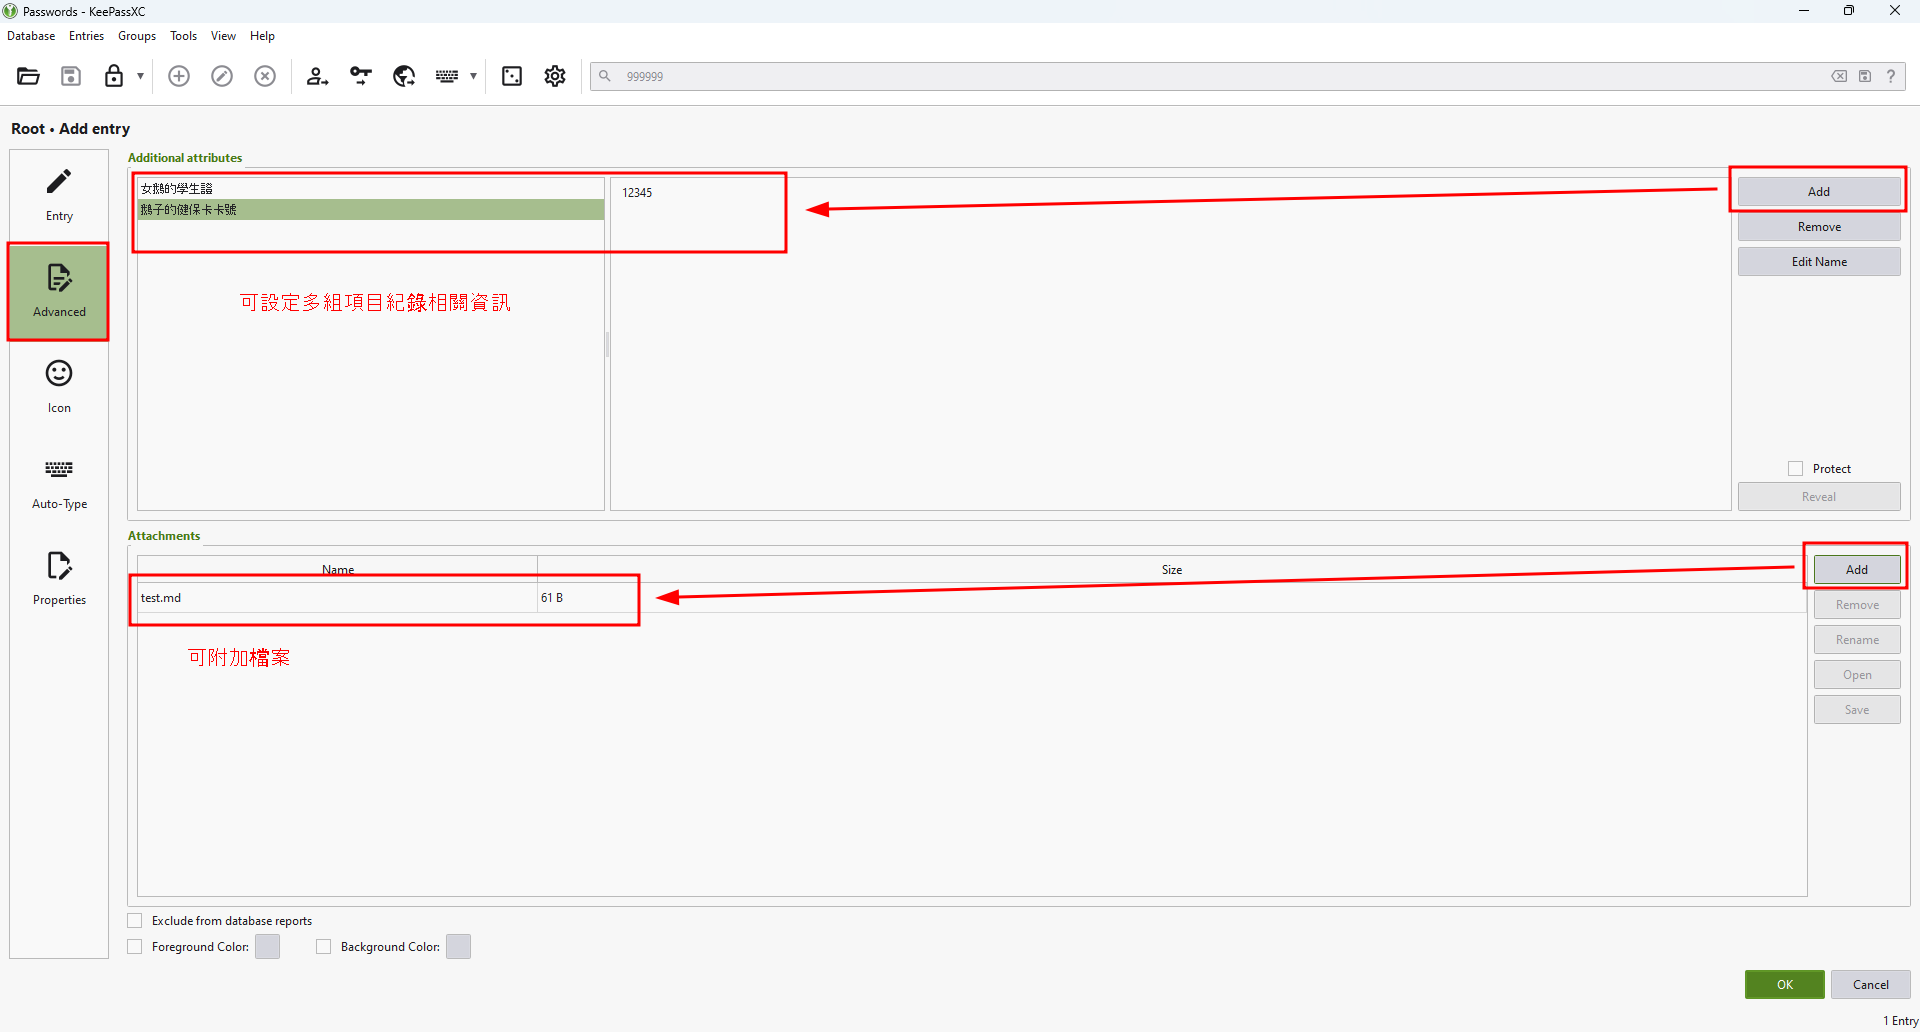 Passwords - KeePassXC
Database Entries Groups Tools View Help
999999
Root • Add entry
Entry
Advanced
Icon
Auto-Type
Properties
Additional attributes
女鵝的學生證
鵝子的健保卡卡號
12345
Add
Remove
Edit Name
可設定多組項目紀錄相關資訊
Protect
Reveal
Attachments
Name Size
test.md 61 B
Add
Remove
Rename
Open
Save
可附加檔案
Exclude from database reports
Foreground Color: Background Color:
OK Cancel
1 Entry